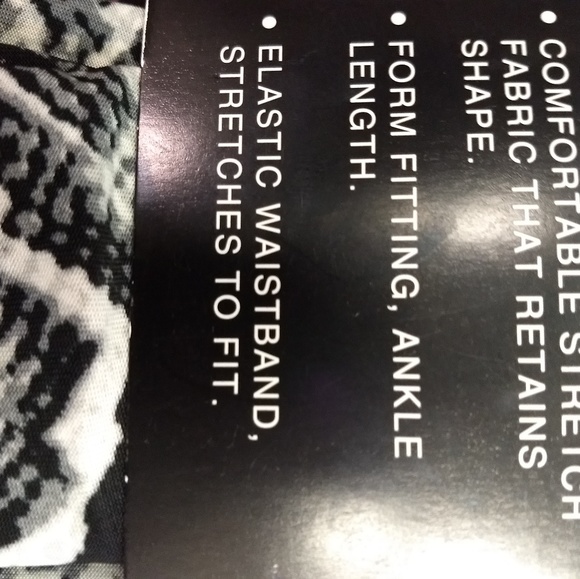 • COMFORTABLE STRETCH
FABRIC THAT RETAINS
SHAPE.
• FORM FITTING, ANKLE
LENGTH.
• ELASTIC WAISTBAND,
STRETCHES TO FIT.